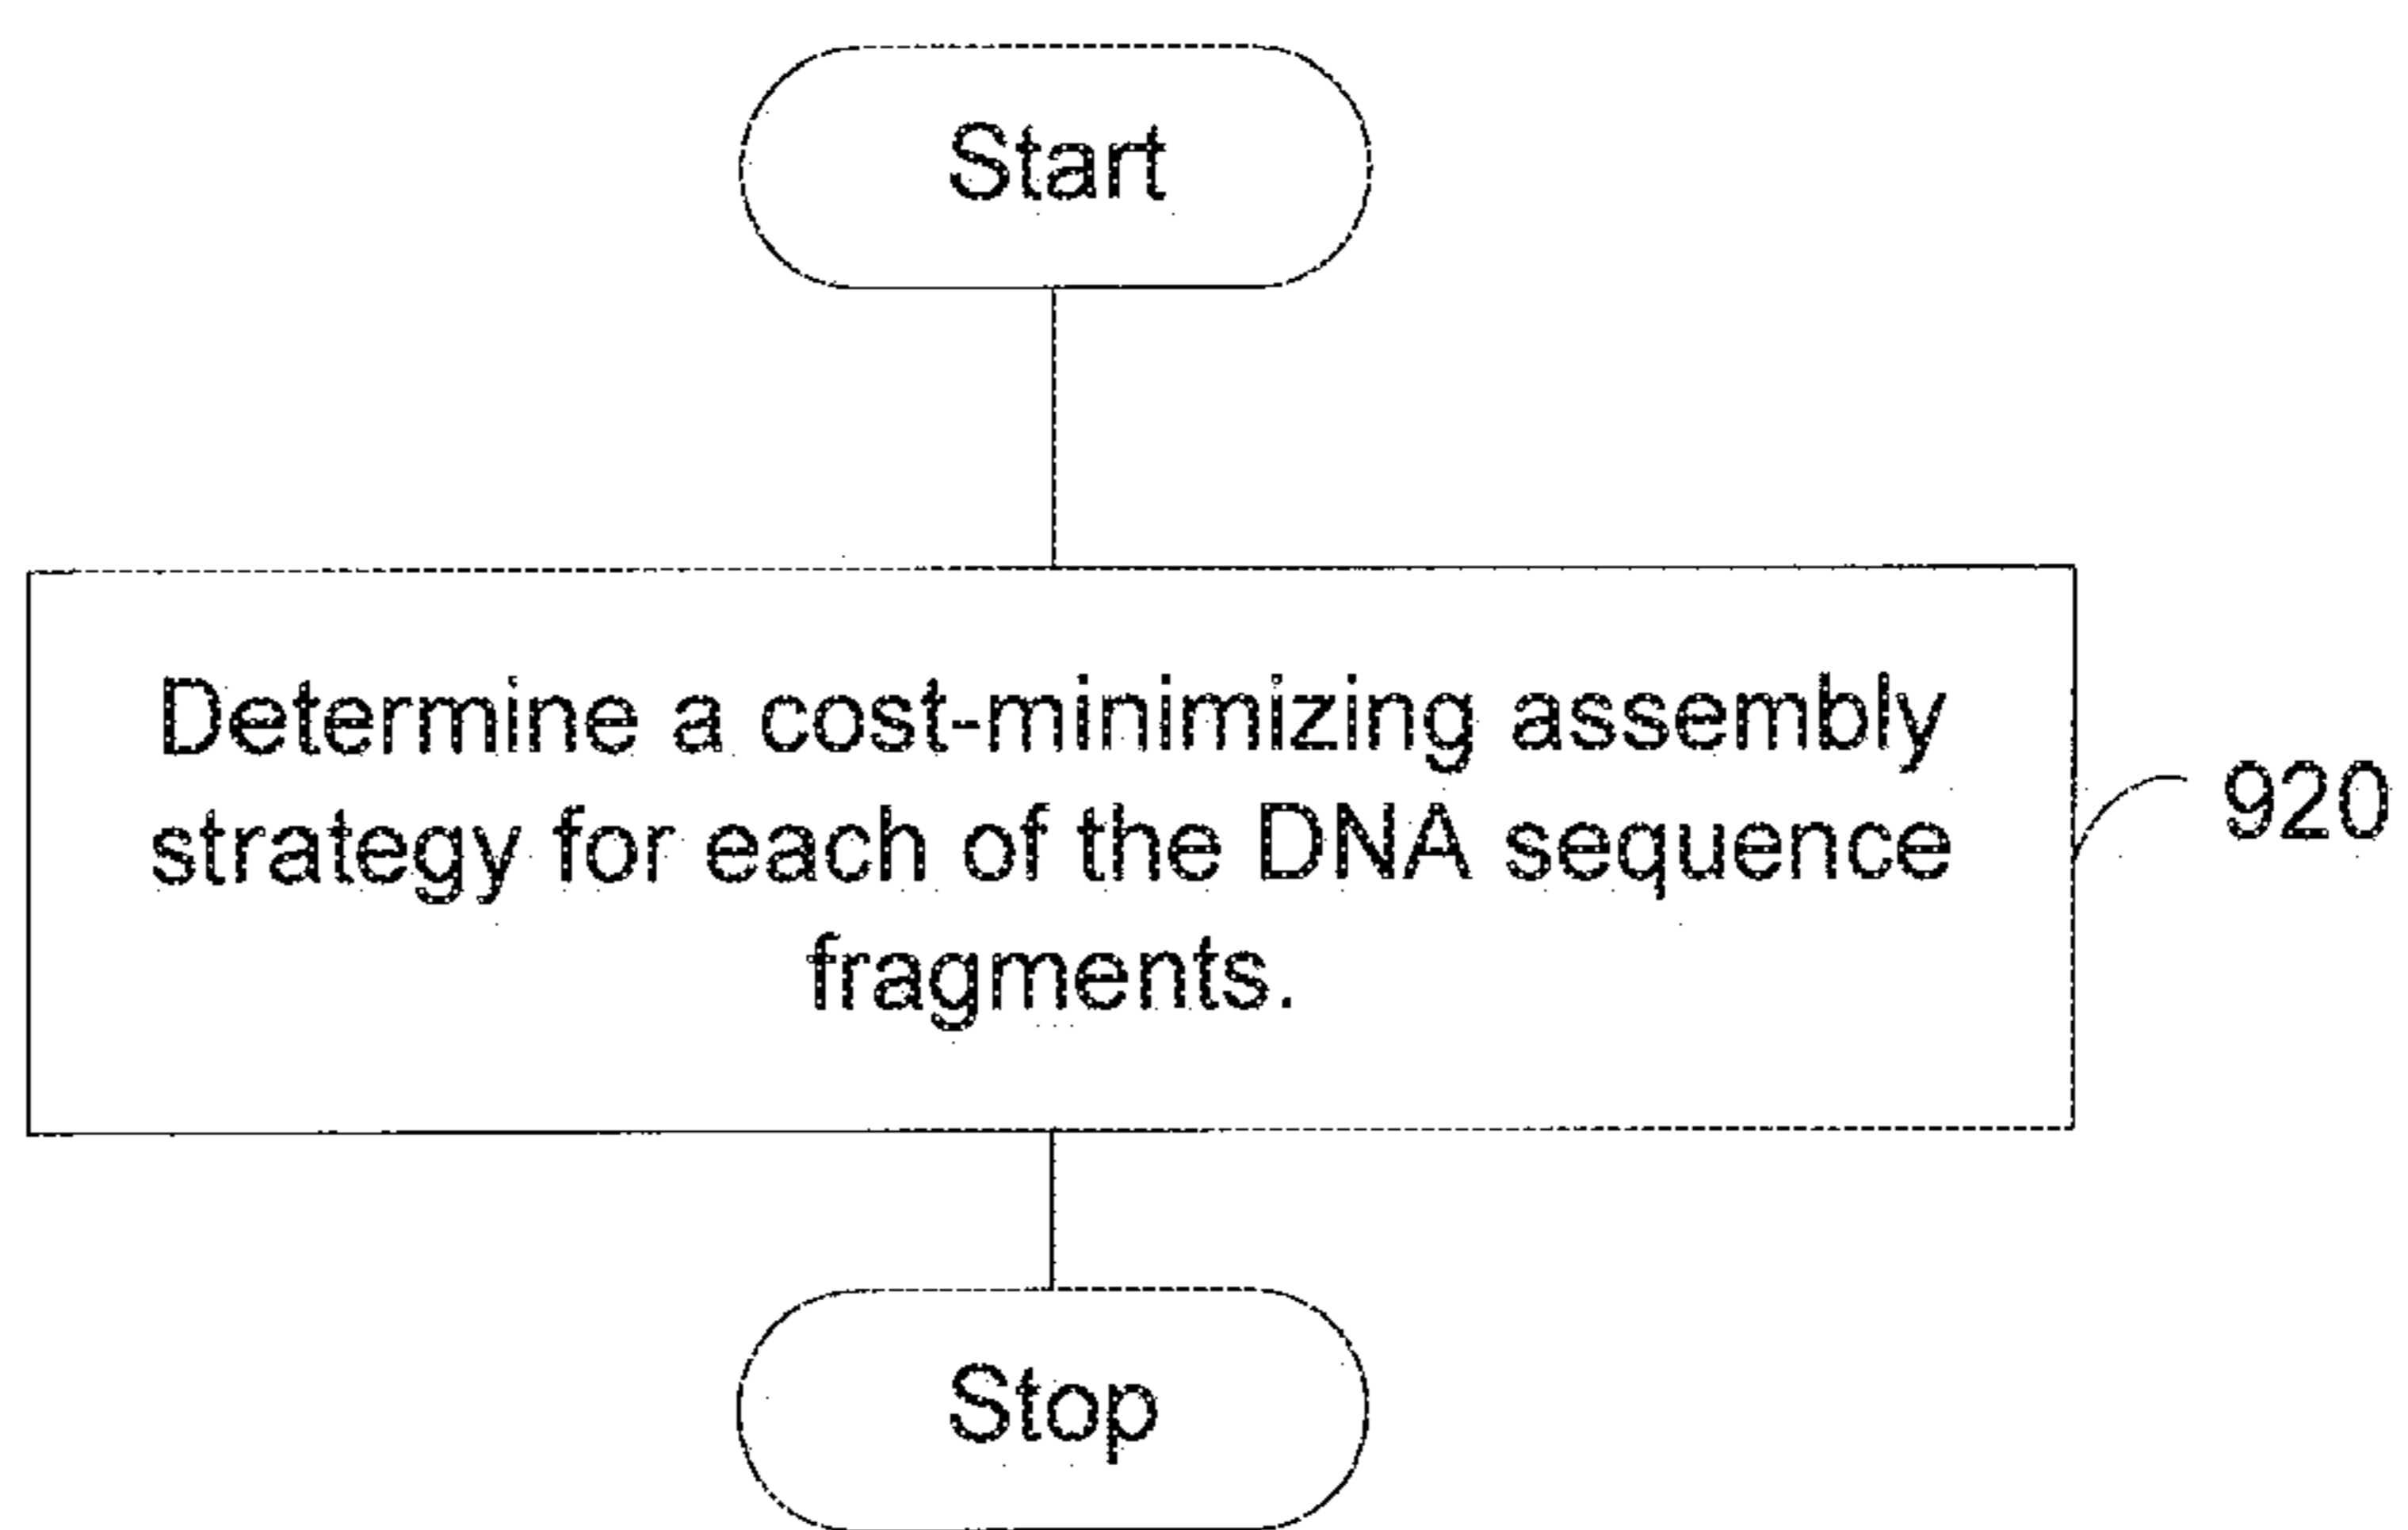 Start
Determine a cost-minimizing assembly
strategy for each of the DNA sequence
fragments.
920
Stop